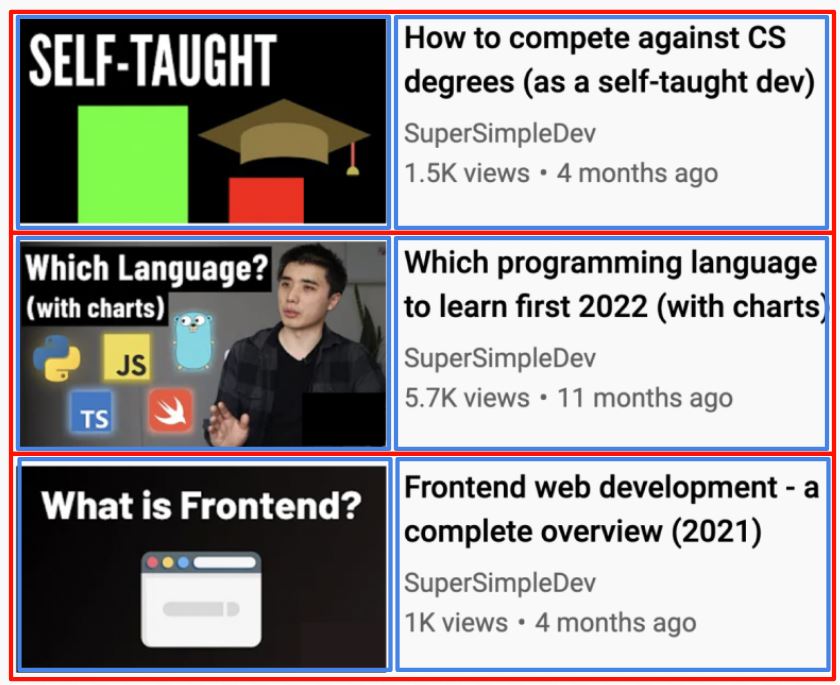 SELF-TAUGHT
How to compete against CS
degrees (as a self-taught dev)
SuperSimpleDev
1.5K views • 4 months ago
Which Language?
(with charts)
JS
TS
Which programming language
to learn first 2022 (with charts)
SuperSimpleDev
5.7K views • 11 months ago
What is Frontend?
Frontend web development - a
complete overview (2021)
SuperSimpleDev
1K views • 4 months ago